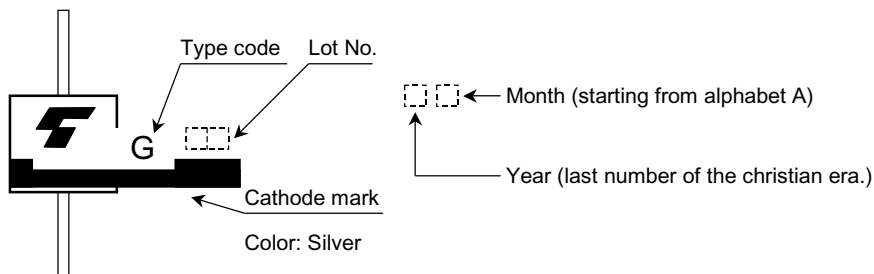 Type code
Lot No.
G
Month (starting from alphabet A)
Year (last number of the christian era.)
Cathode mark
Color: Silver